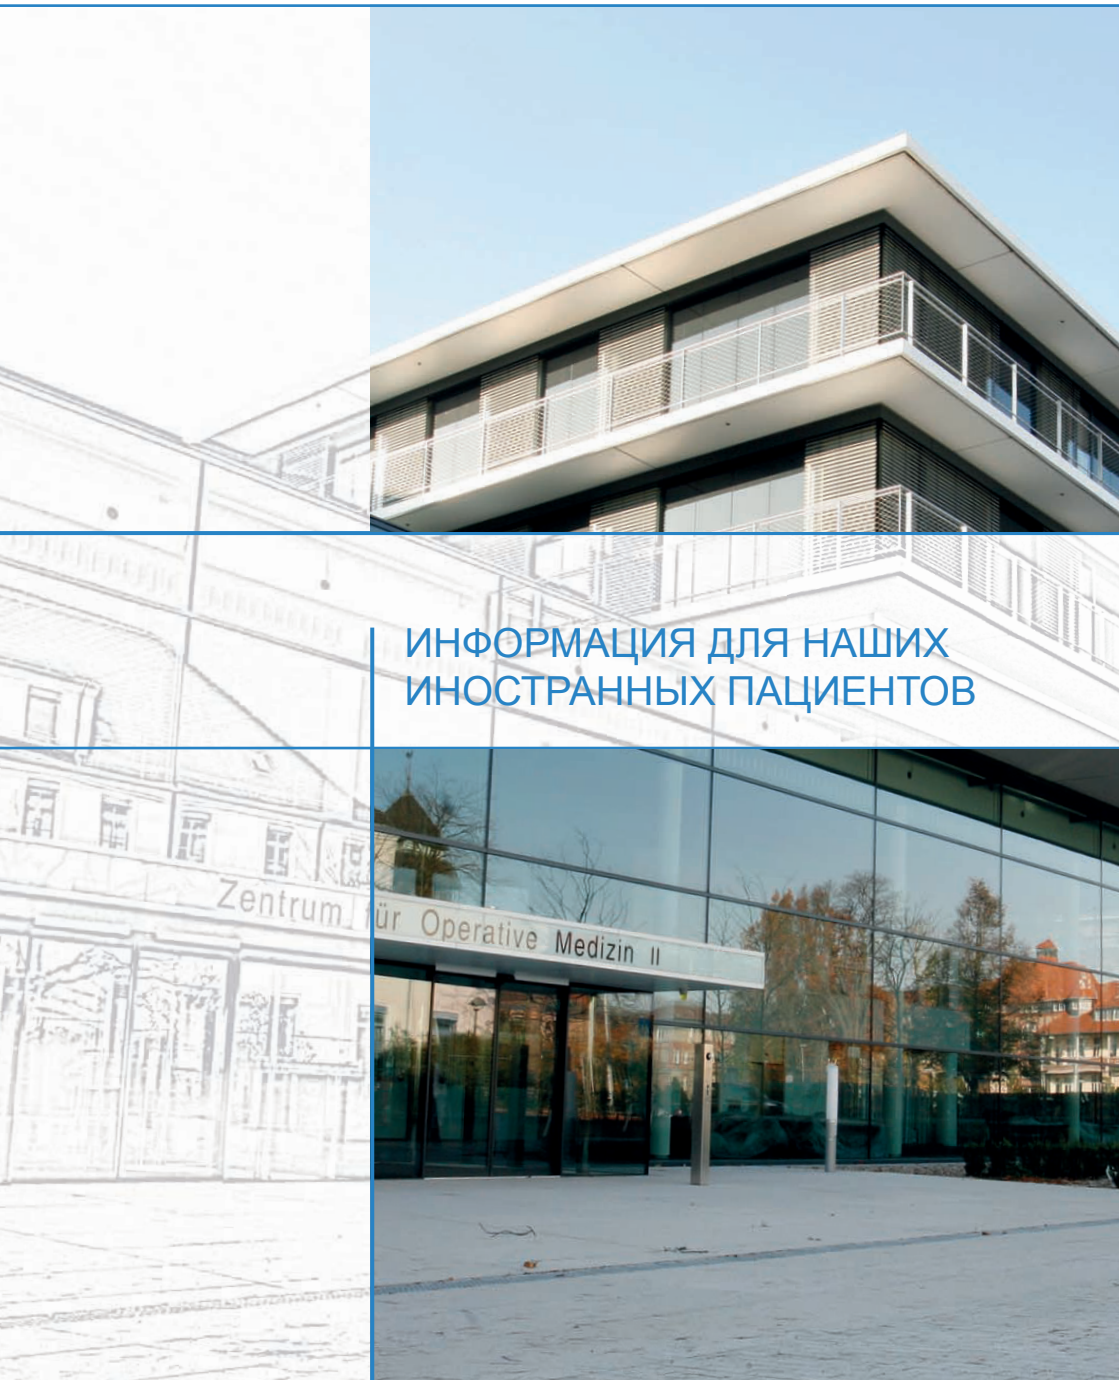 ИНФОРМАЦИЯ ДЛЯ НАШИХ
ИНОСТРАННЫХ ПАЦИЕНТОВ
Zentrum für Operative Medizin II